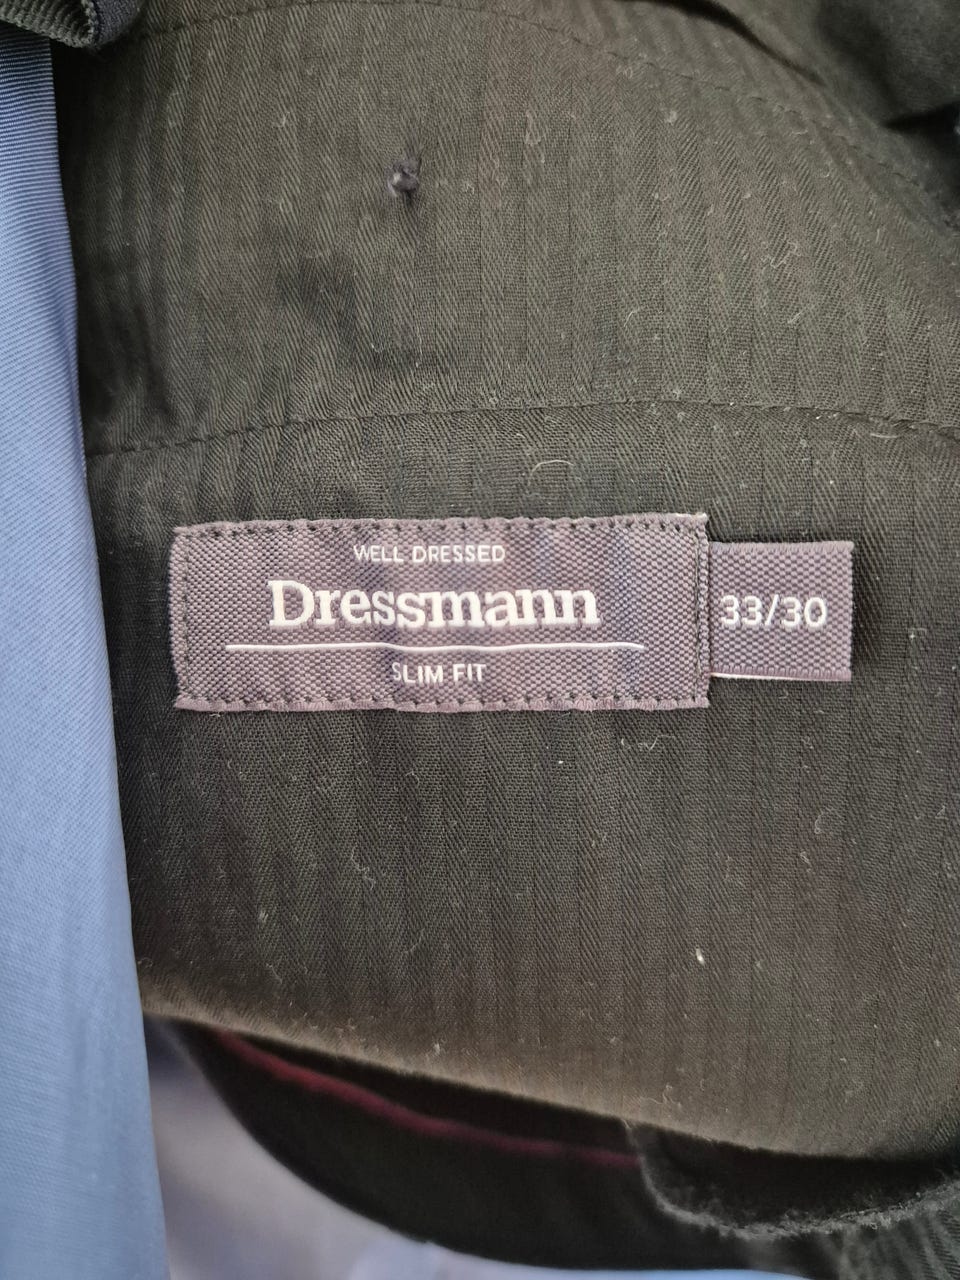 WELL DRESSED
Dressmann
SLIM FIT
33/30